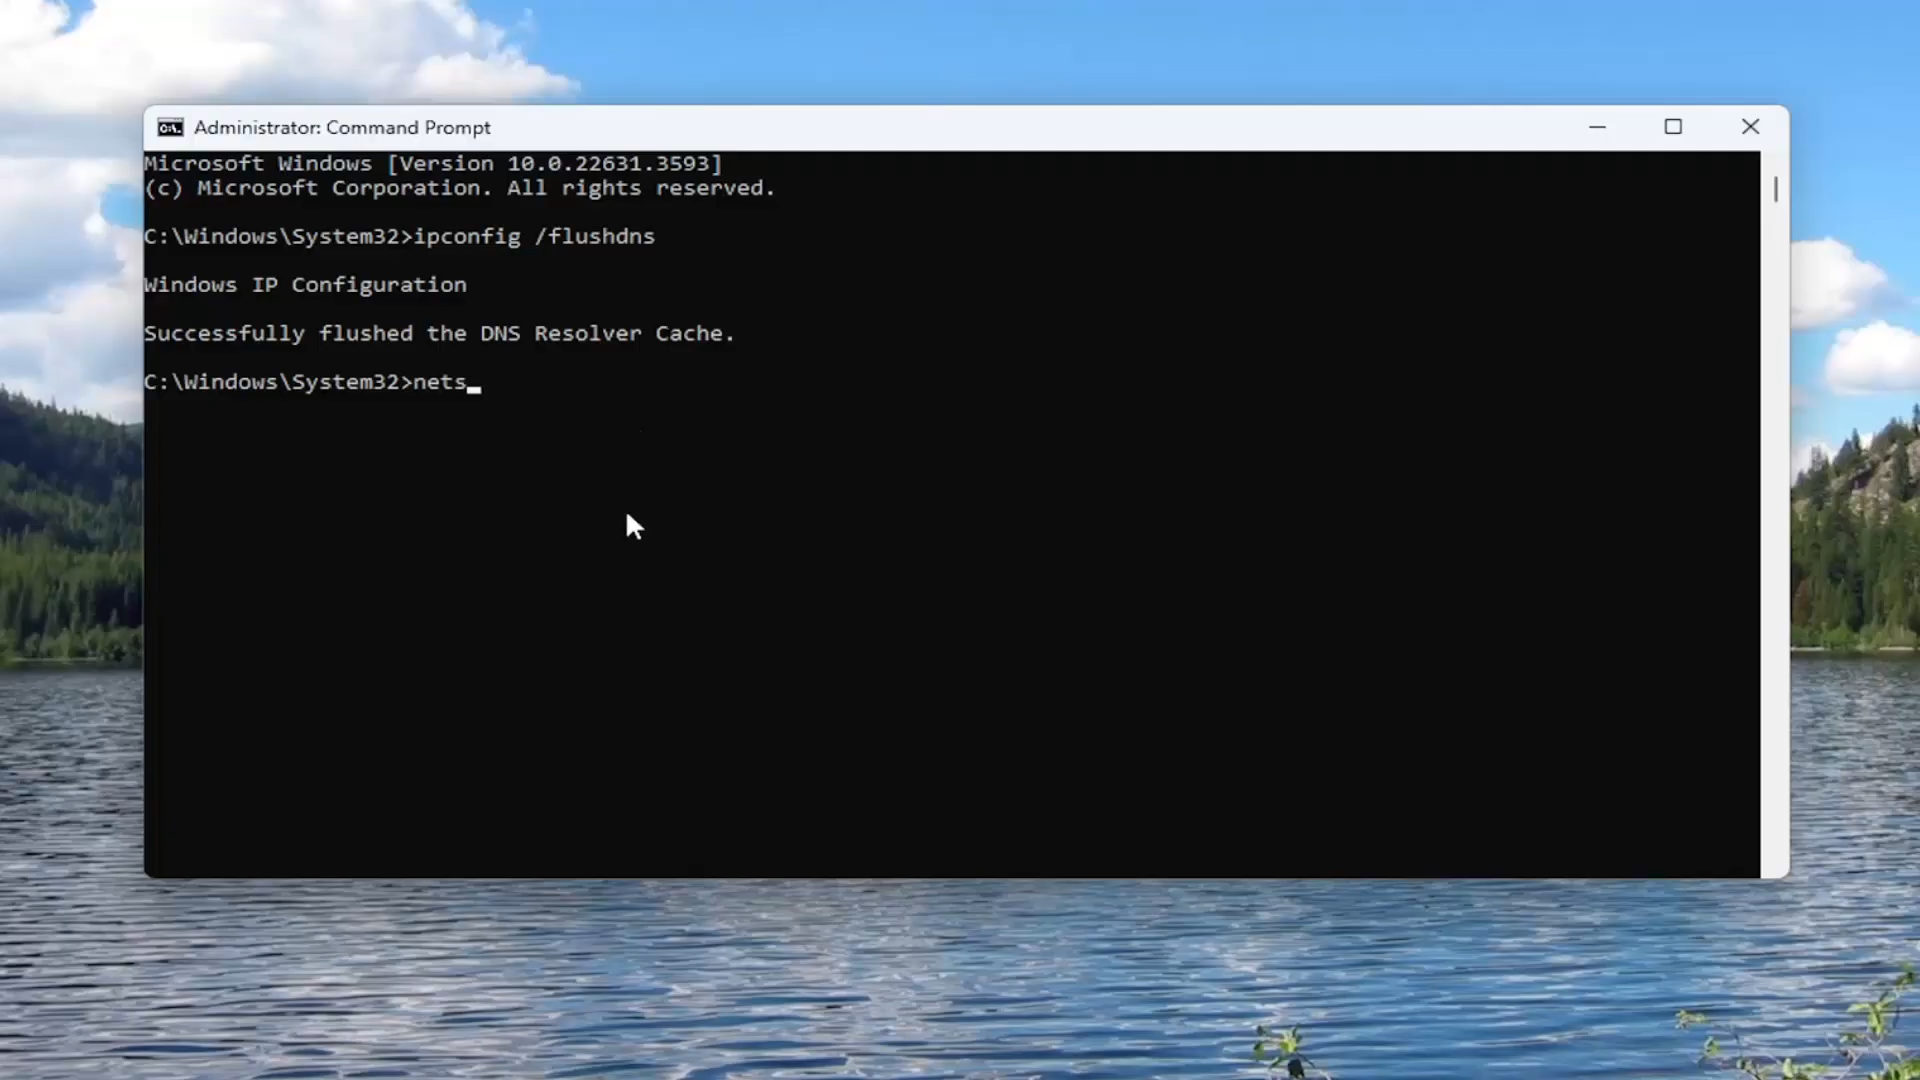 Administrator: Command Prompt
Microsoft Windows [Version 10.0.22631.3593]
(c) Microsoft Corporation. All rights reserved.
C:\Windows\System32>ipconfig /flushdns
Windows IP Configuration
Successfully flushed the DNS Resolver Cache.
C:\Windows\System32>nets